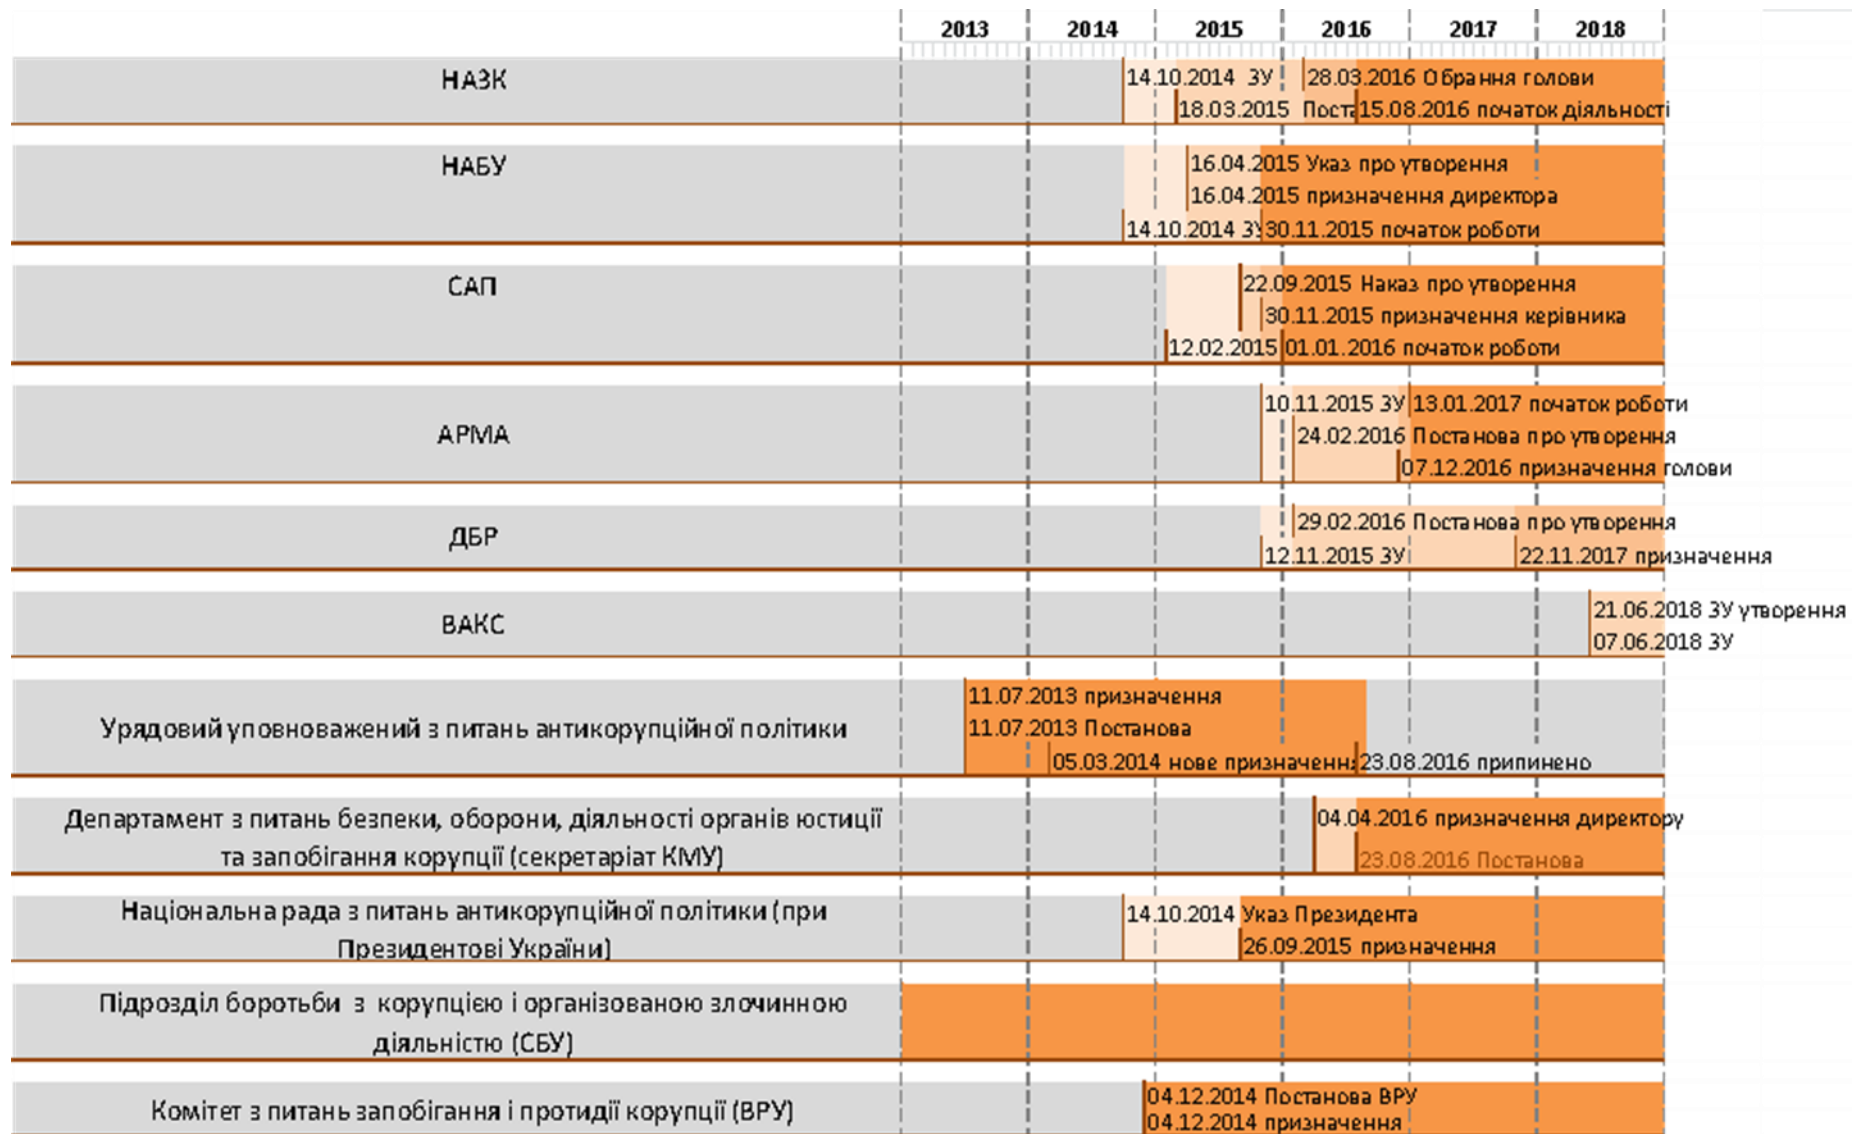 2013 2014 2015 2016 2017 2018
НАЗК
14.10.2014 ЗУ 28.03.2016 Обрання голови
18.03.2015 Поста 15.08.2016 початок діяльності
НАБУ
16.04.2015 Указ про утворення
16.04.2015 призначення директора
14.10.2014 ЗУ 30.11.2015 початок роботи
САП
22.09.2015 Наказ про утворення
30.11.2015 призначення керівника
12.02.2015 01.01.2016 початок роботи
АРМА
10.11.2015 ЗУ 13.01.2017 початок роботи
24.02.2016 Постанова про утворення
07.12.2016 призначення голови
ДБР
29.02.2016 Постанова про утворення
12.11.2015 ЗУ 22.11.2017 призначення
ВАКС
21.06.2018 ЗУ утворення
07.06.2018 ЗУ
Урядовий уповноважений з питань антикорупційної політики
11.07.2013 призначення
11.07.2013 Постанова
05.03.2014 нове призначення 23.08.2016 припинено
Департамент з питань безпеки, оборони, діяльності органів юстиції
та запобігання корупції (секретаріат КМУ)
04.04.2016 призначення директору
23.08.2016 Постанова
Національна рада з питань антикорупційної політики (при
Президентові України)
14.10.2014 Указ Президента
26.09.2015 призначення
Підрозділ боротьби з корупцією і організованою злочинною
діяльністю (СБУ)
Комітет з питань запобігання і протидії корупції (ВРУ)
04.12.2014 Постанова ВРУ
04.12.2014 призначення